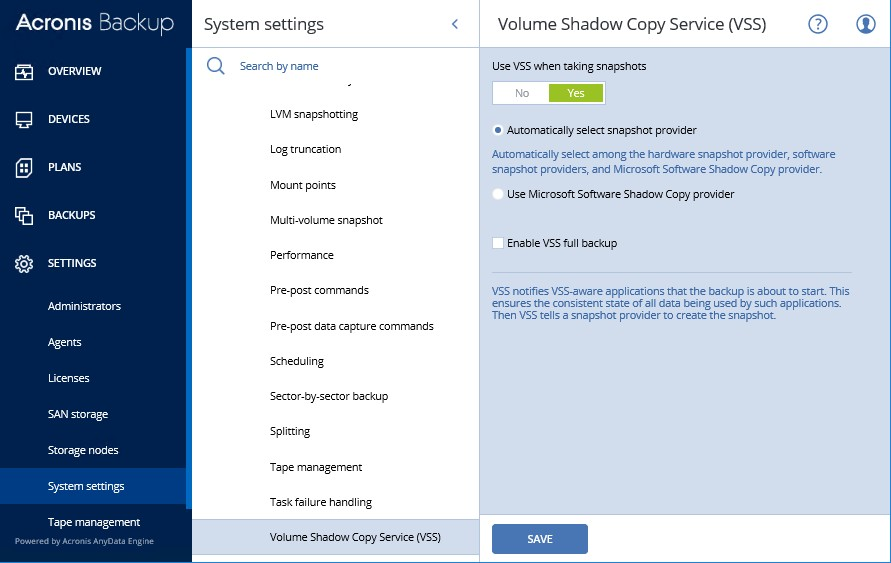 Acronis Backup
OVERVIEW
DEVICES
PLANS
BACKUPS
SETTINGS
Administrators
Agents
Licenses
SAN storage
Storage nodes
System settings
Tape management
Powered by Acronis AnyData Engine
System settings
<
Search by name
LVM snapshotting
Log truncation
Mount points
Multi-volume snapshot
Performance
Pre-post commands
Pre-post data capture commands
Scheduling
Sector-by-sector backup
Splitting
Tape management
Task failure handling
Volume Shadow Copy Service (VSS)
Volume Shadow Copy Service (VSS)
?
Use VSS when taking snapshots
No Yes
Automatically select snapshot provider
Automatically select among the hardware snapshot provider, software
snapshot providers, and Microsoft Software Shadow Copy provider.
Use Microsoft Software Shadow Copy provider
Enable VSS full backup
VSS notifies VSS-aware applications that the backup is about to start. This
ensures the consistent state of all data being used by such applications.
Then VSS tells a snapshot provider to create the snapshot.
SAVE